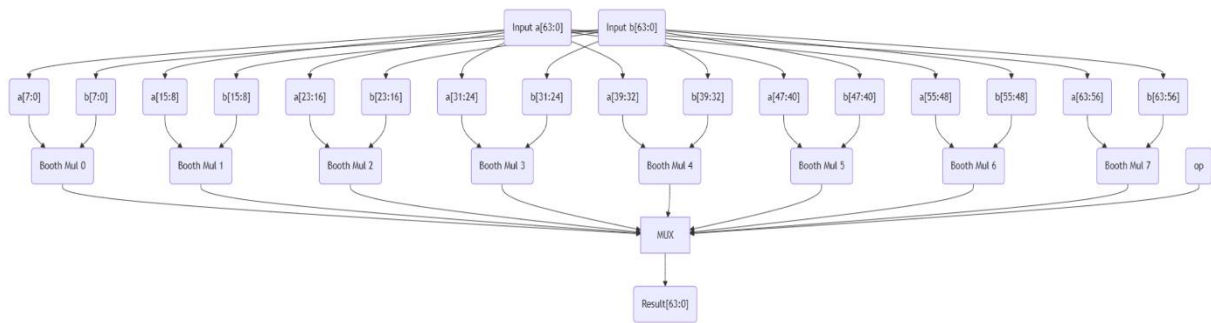 Input a[63:0]
Input b[63:0]
a[7:0]
b[7:0]
a[15:8]
b[15:8]
a[23:16]
b[23:16]
a[31:24]
b[31:24]
a[39:32]
b[39:32]
a[47:40]
b[47:40]
a[55:48]
b[55:48]
a[63:56]
b[63:56]
Booth Mul 0
Booth Mul 1
Booth Mul 2
Booth Mul 3
Booth Mul 4
Booth Mul 5
Booth Mul 6
Booth Mul 7
op
MUX
Result[63:0]